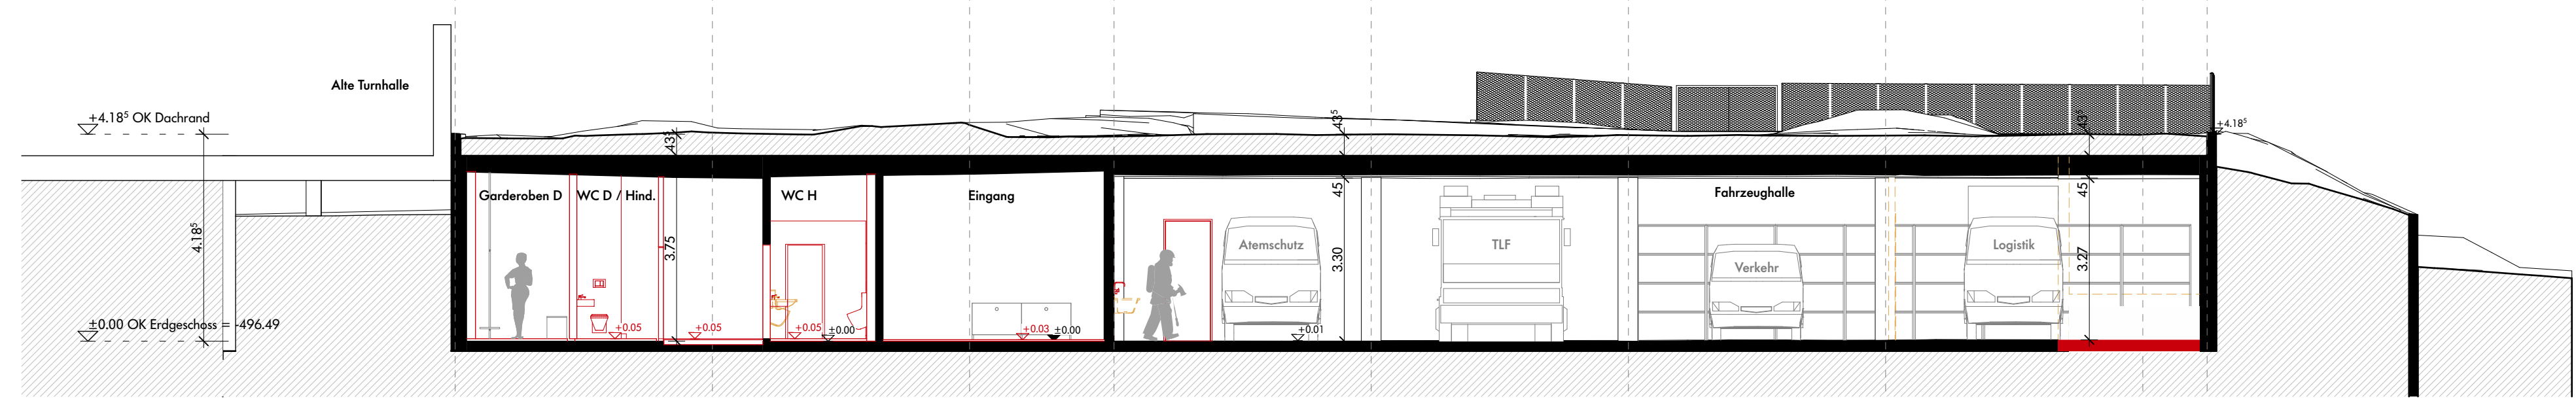 Alte Turnhalle
+4.18⁵ OK Dachrand
4.18⁵
±0.00 OK Erdgeschoss = -496.49
43⁵
43⁵
43⁵
+4.18⁵
Garderoben D
WC D / Hind.
WC H
Eingang
Fahrzeughalle
3.75
45
3.30
45
3.27
Atemschutz
TLF
Verkehr
Logistik
+0.05
+0.05
+0.05
±0.00
+0.03
±0.00
+0.01